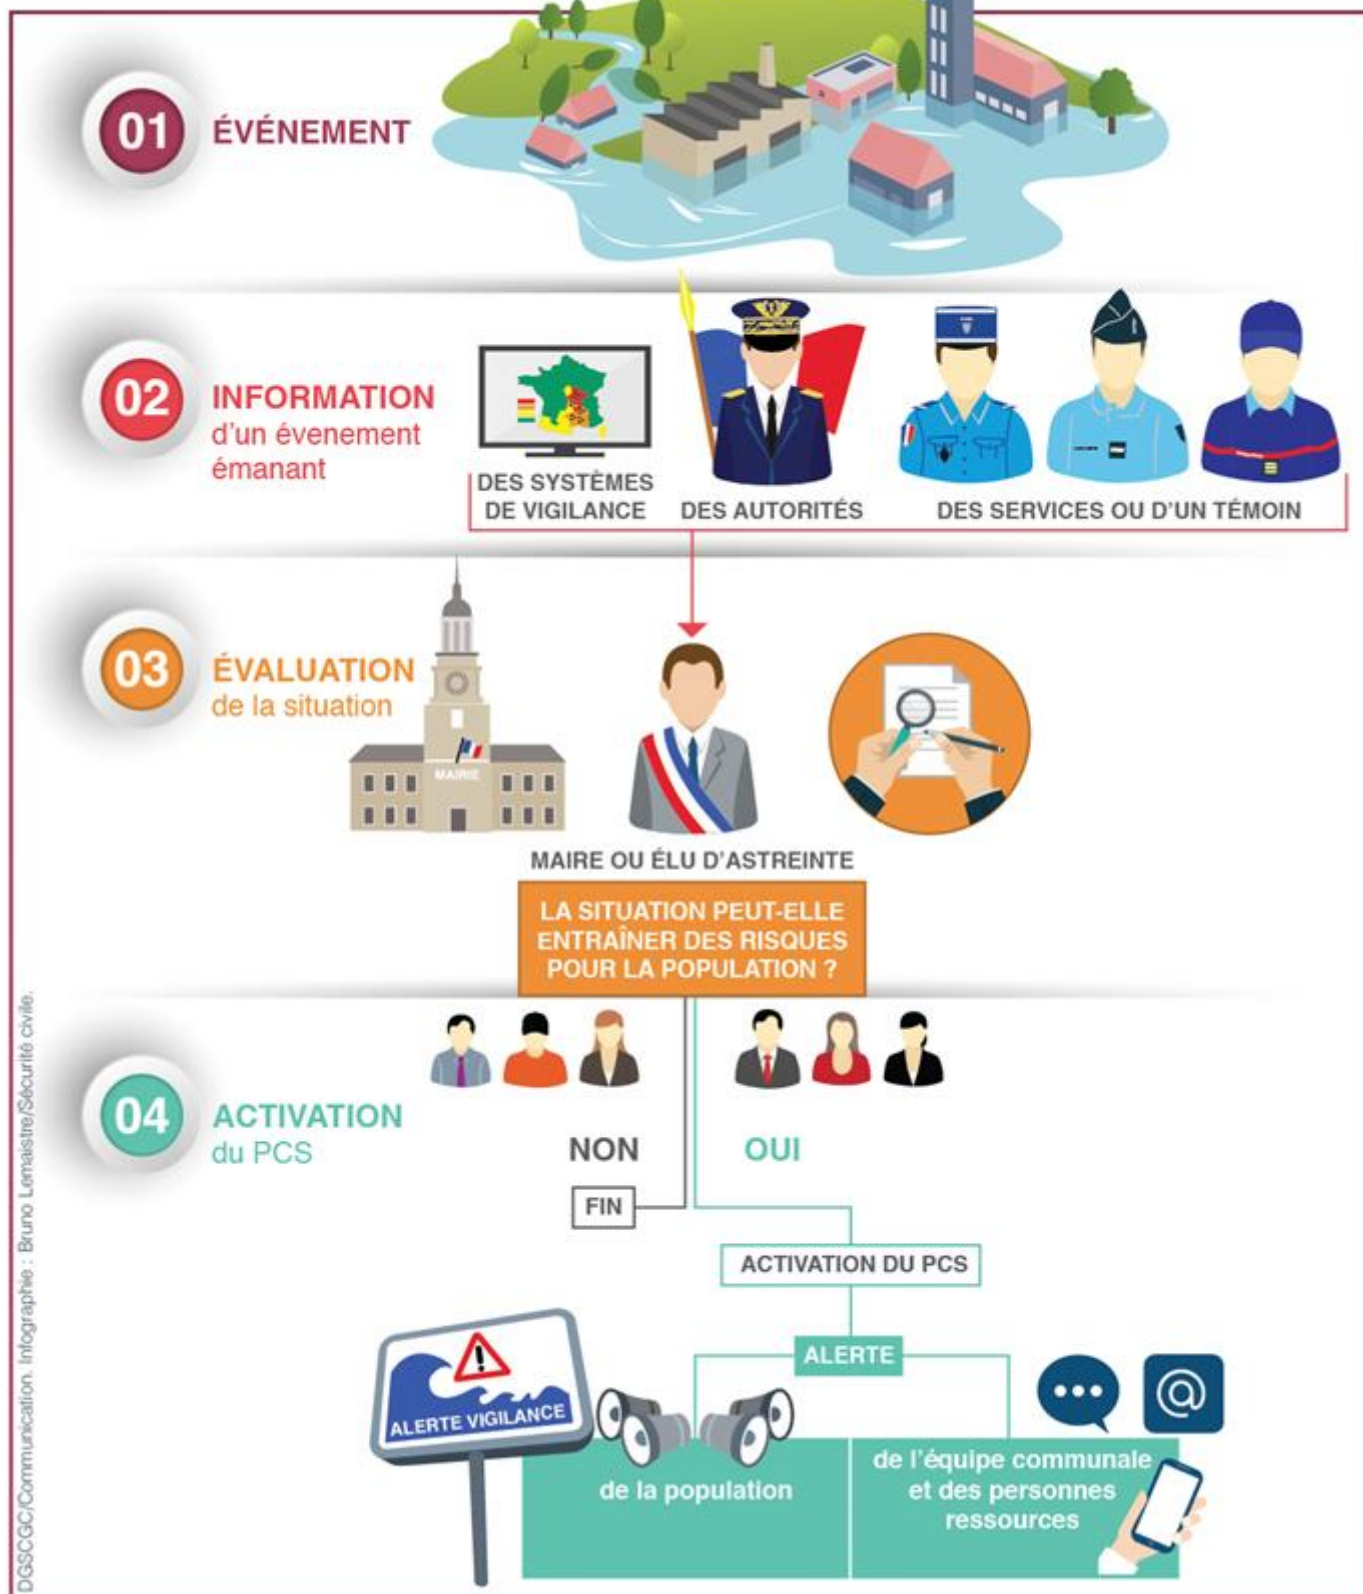 01
ÉVÉNEMENT
02
INFORMATION
d'un évenement
émanant
DES SYSTÈMES
DE VIGILANCE
DES AUTORITÉS
DES SERVICES OU D'UN TÉMOIN
03
ÉVALUATION
de la situation
MAIRIE
MAIRE OU ÉLU D'ASTREINTE
LA SITUATION PEUT-ELLE
ENTRAÎNER DES RISQUES
POUR LA POPULATION ?
04
ACTIVATION
du PCS
NON
OUI
FIN
ACTIVATION DU PCS
ALERTE
ALERTE VIGILANCE
@
de la population
de l'équipe communale
et des personnes
ressources
DGSCGC/Communication. Infographie : Bruno Lemaistre/Sécurité civile.